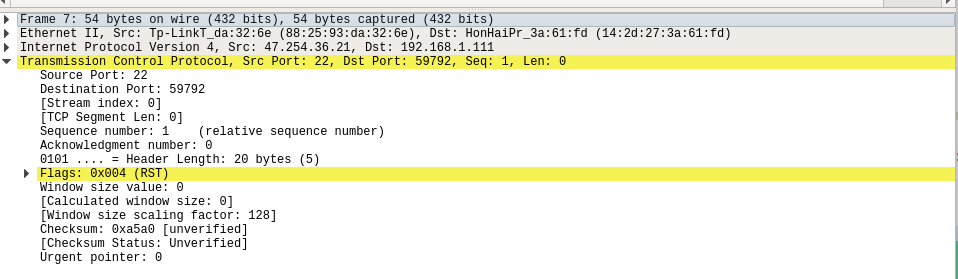 Frame 7: 54 bytes on wire (432 bits), 54 bytes captured (432 bits)
Ethernet II, Src: Tp-LinkT_da:32:6e (88:25:93:da:32:6e), Dst: HonHaiPr_3a:61:fd (14:2d:27:3a:61:fd)
Internet Protocol Version 4, Src: 47.254.36.21, Dst: 192.168.1.111
Transmission Control Protocol, Src Port: 22, Dst Port: 59792, Seq: 1, Len: 0
Source Port: 22
Destination Port: 59792
[Stream index: 0]
[TCP Segment Len: 0]
Sequence number: 1    (relative sequence number)
Acknowledgment number: 0
0101 .... = Header Length: 20 bytes (5)
Flags: 0x004 (RST)
Window size value: 0
[Calculated window size: 0]
[Window size scaling factor: 128]
Checksum: 0xa5a0 [unverified]
[Checksum Status: Unverified]
Urgent pointer: 0